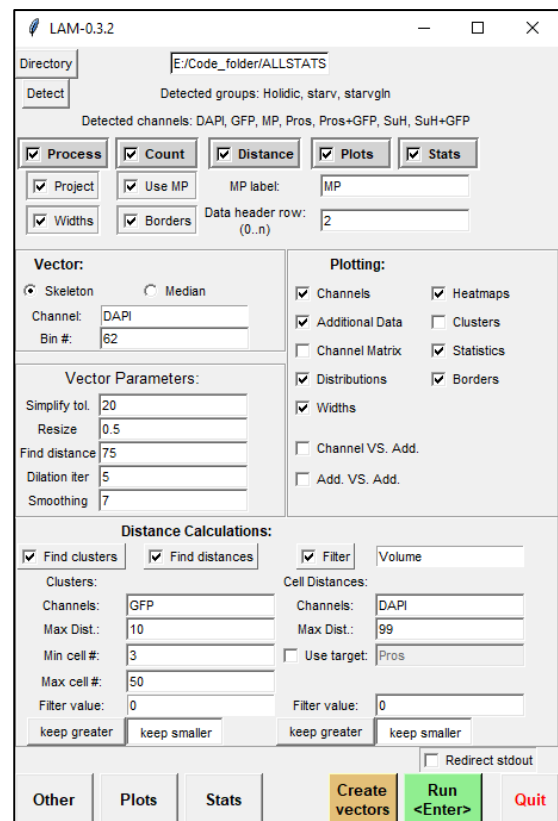 LAM-0.3.2
Directory E:/Code_folder/ALLSTATS
Detect Detected groups: Holidic, starv, starvgln
Detected channels: DAPI, GFP, MP, Pros, Pros+GFP, SuH, SuH+GFP
Process Count Distance Plots Stats
Project Use MP MP label: MP
Widths Borders Data header row: 2
(0..n)
Vector:
Skeleton Median
Channel: DAPI
Bin #: 62
Vector Parameters:
Simplify tol. 20
Resize 0.5
Find distance 75
Dilation iter 5
Smoothing 7
Plotting:
Channels Heatmaps
Additional Data Clusters
Channel Matrix Statistics
Distributions Borders
Widths
Channel VS. Add.
Add. VS. Add.
Distance Calculations:
Find clusters Find distances Filter Volume
Clusters:
Channels: GFP
Max Dist.: 10
Min cell #: 3
Max cell #: 50
Filter value: 0
keep greater keep smaller
Cell Distances:
Channels: DAPI
Max Dist.: 99
Use target: Pros
Filter value: 0
keep greater keep smaller
Redirect stdout
Other Plots Stats Create vectors Run <Enter> Quit